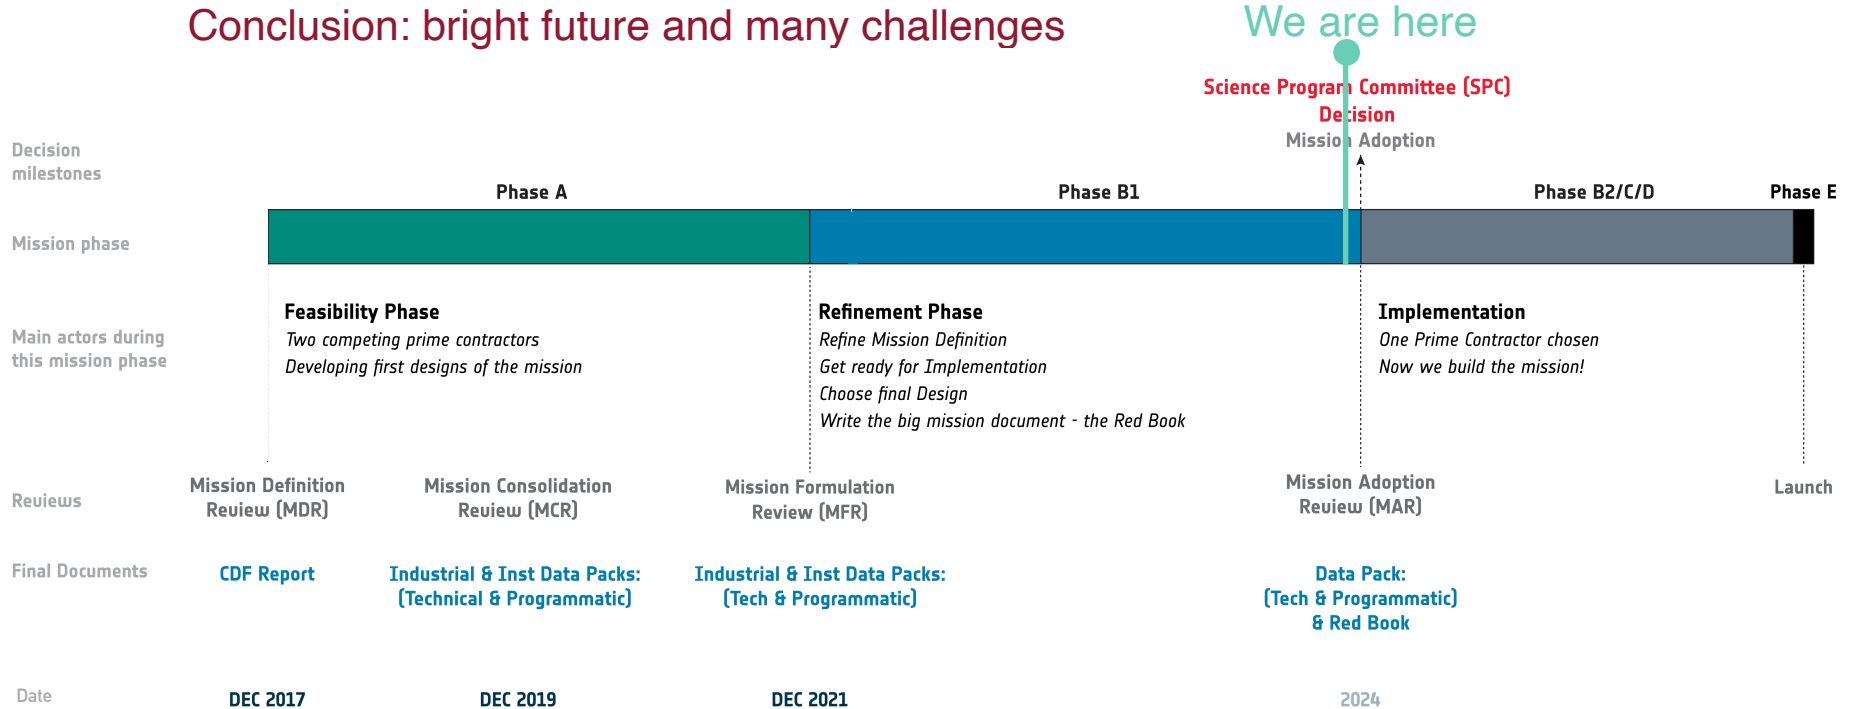 Conclusion: bright future and many challenges
We are here
Science Program Committee (SPC)
Decision
Mission Adoption
Decision
milestones
Phase A
Phase B1
Phase B2/C/D
Phase E
Mission phase
Main actors during
this mission phase
Feasibility Phase
Two competing prime contractors
Developing first designs of the mission
Refinement Phase
Refine Mission Definition
Get ready for Implementation
Choose final Design
Write the big mission document - the Red Book
Implementation
One Prime Contractor chosen
Now we build the mission!
Reviews
Mission Definition
Review (MDR)
Mission Consolidation
Review (MCR)
Mission Formulation
Review (MFR)
Mission Adoption
Review (MAR)
Launch
Final Documents
CDF Report
Industrial & Inst Data Packs:
(Technical & Programmatic)
Industrial & Inst Data Packs:
(Tech & Programmatic)
Data Pack:
(Tech & Programmatic)
& Red Book
Date
DEC 2017
DEC 2019
DEC 2021
2024